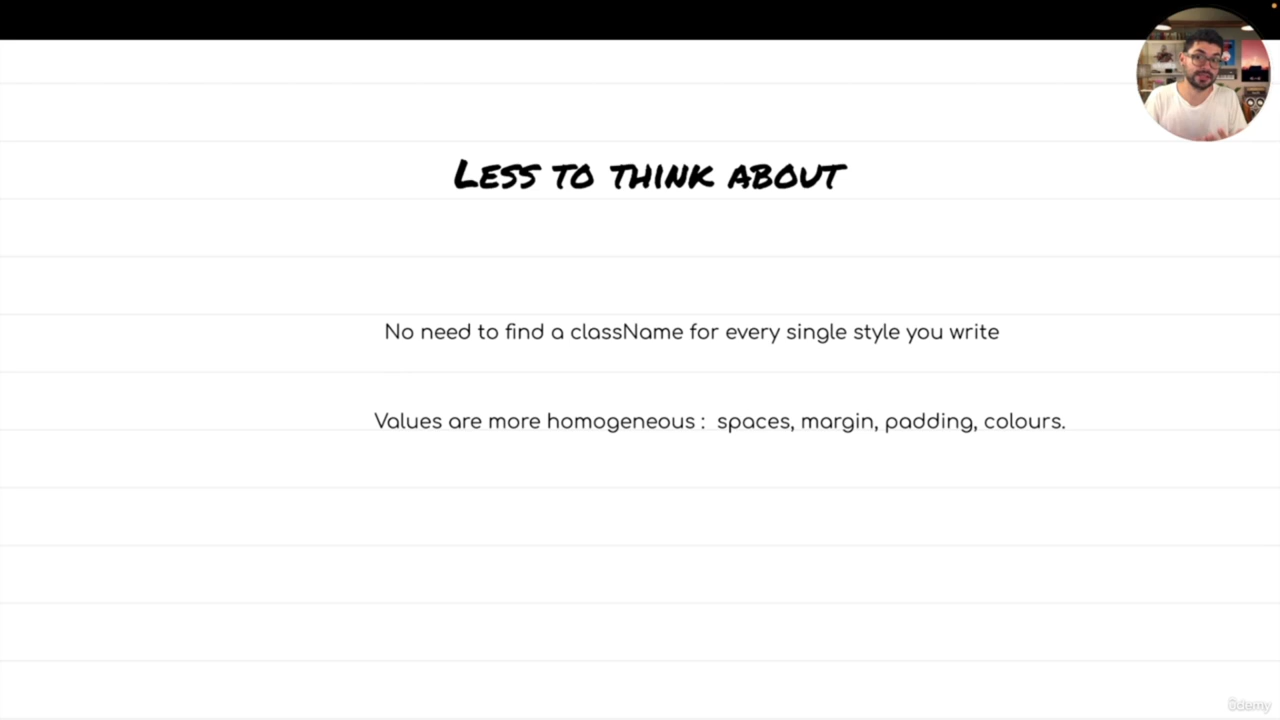 Less to think about
No need to find a className for every single style you write
Values are more homogeneous : spaces, margin, padding, colours.
ûdemy